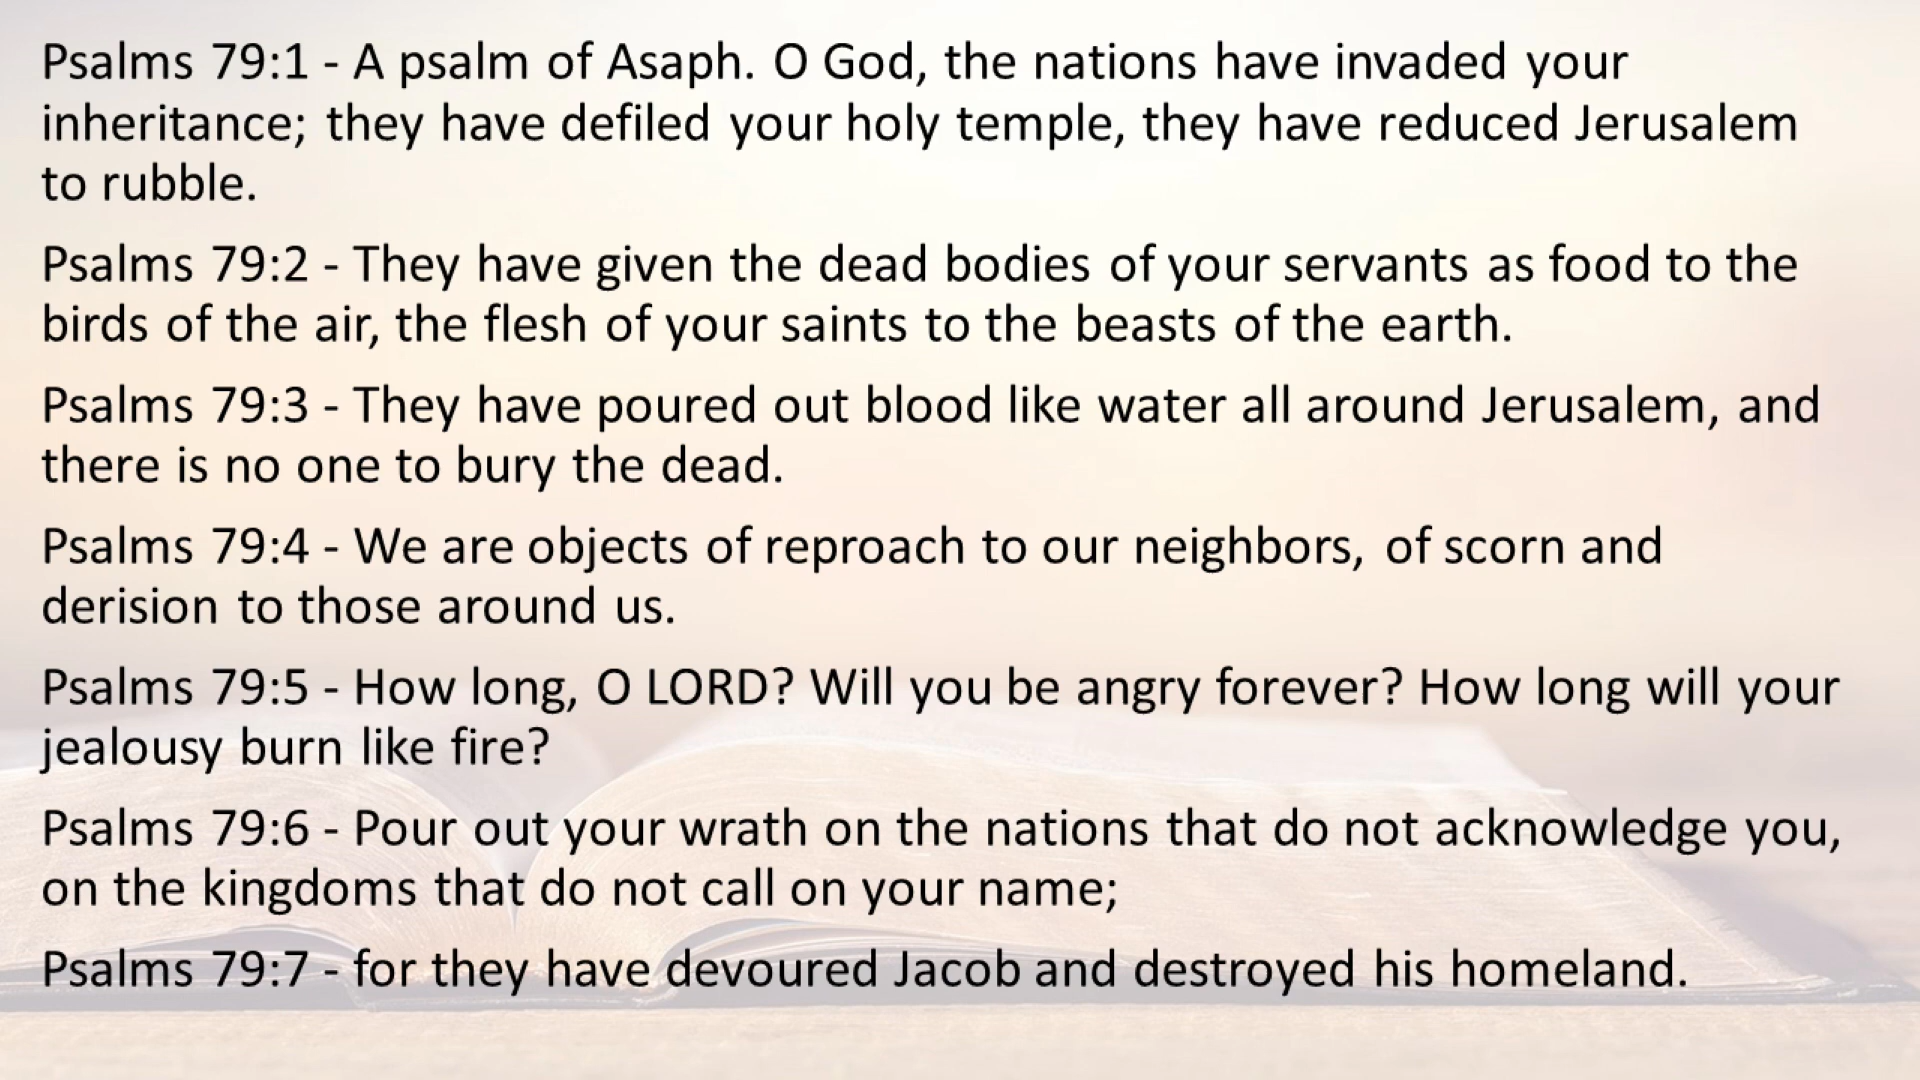 Psalms 79:1 - A psalm of Asaph. O God, the nations have invaded your
inheritance; they have defiled your holy temple, they have reduced Jerusalem
to rubble.
Psalms 79:2 - They have given the dead bodies of your servants as food to the
birds of the air, the flesh of your saints to the beasts of the earth.
Psalms 79:3 - They have poured out blood like water all around Jerusalem, and
there is no one to bury the dead.
Psalms 79:4 - We are objects of reproach to our neighbors, of scorn and
derision to those around us.
Psalms 79:5 - How long, O LORD? Will you be angry forever? How long will your
jealousy burn like fire?
Psalms 79:6 - Pour out your wrath on the nations that do not acknowledge you,
on the kingdoms that do not call on your name;
Psalms 79:7 - for they have devoured Jacob and destroyed his homeland.